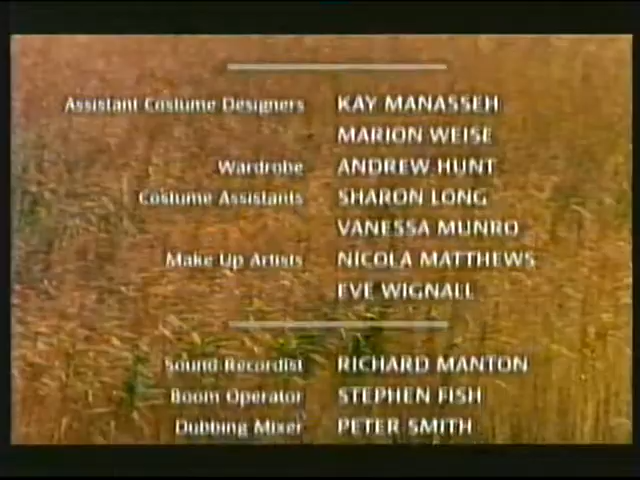 Assistant Costume Designers KAY MANASSEH
MARION WEISE
Wardrobe ANDREW HUNT
Costume Assistants SHARON LONG
VANESSA MUNRO
Make Up Artists NICOLA MATTHEWS
EVE WIGNALL
Sound Recordist RICHARD MANTON
Boom Operator STEPHEN FISH
Dubbing Mixer PETER SMITH